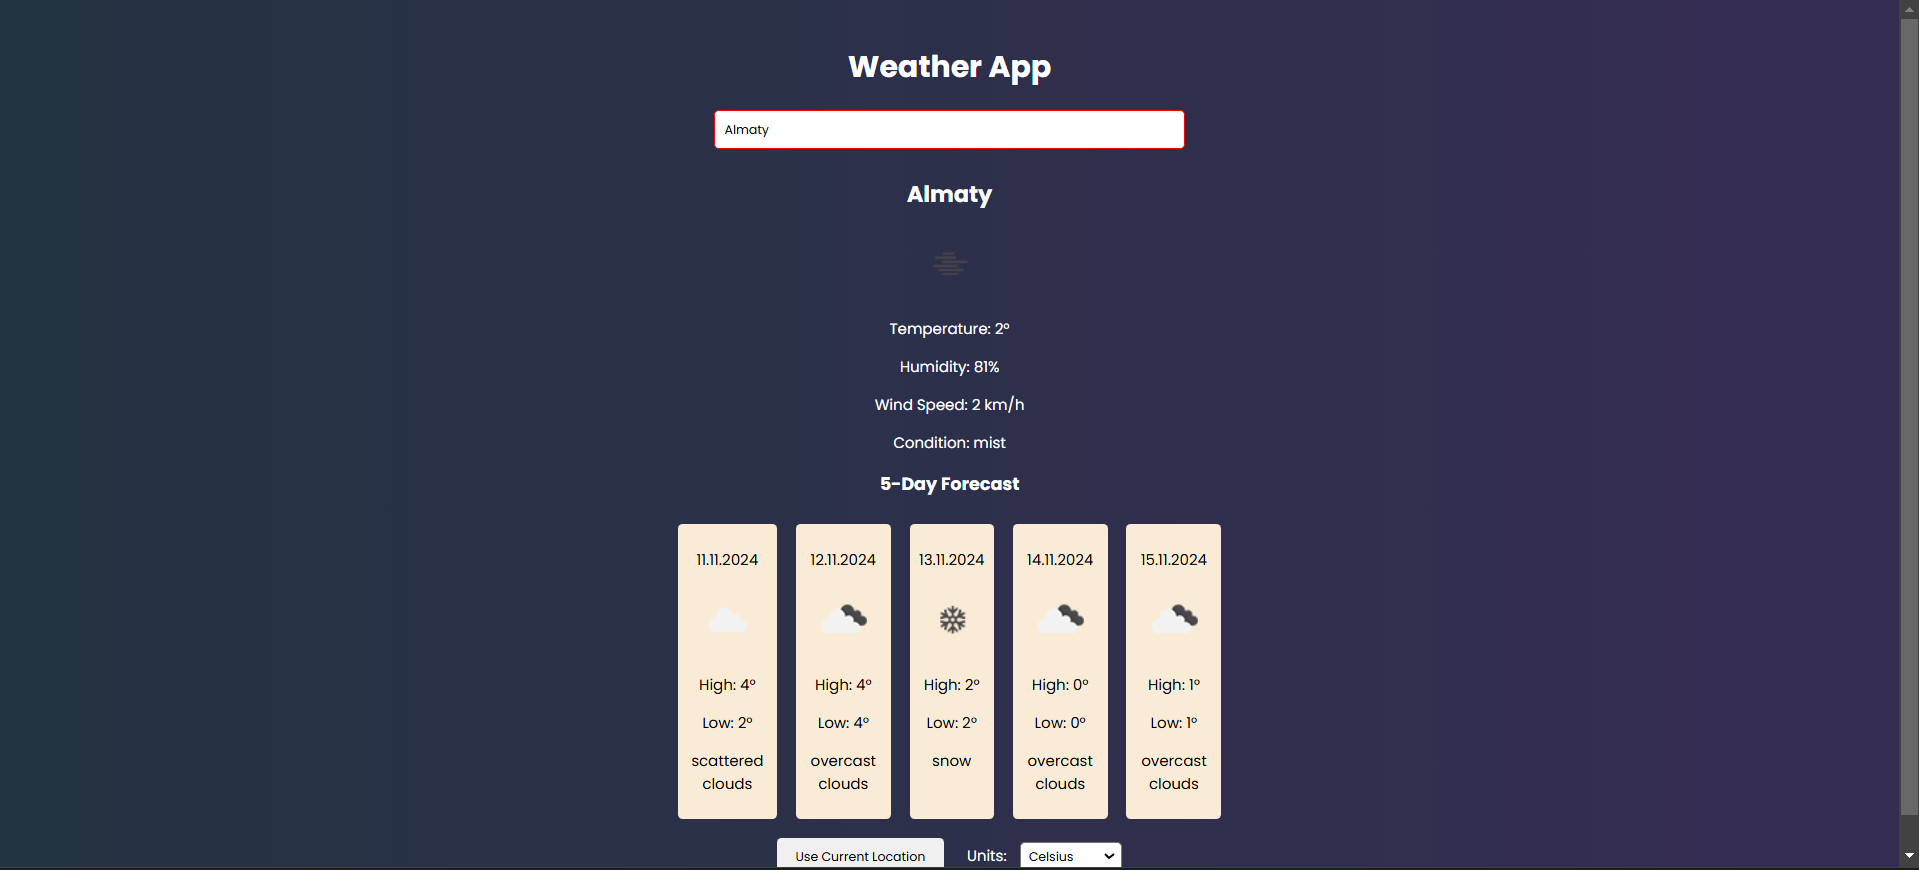 Weather App
Almaty
Almaty
Temperature: 2°
Humidity: 81%
Wind Speed: 2 km/h
Condition: mist
5-Day Forecast
11.11.2024
High: 4°
Low: 2°
scattered
clouds
12.11.2024
High: 4°
Low: 4°
overcast
clouds
13.11.2024
High: 2°
Low: 2°
snow
14.11.2024
High: 0°
Low: 0°
overcast
clouds
15.11.2024
High: 1°
Low: 1°
overcast
clouds
Use Current Location
Units:
Celsius